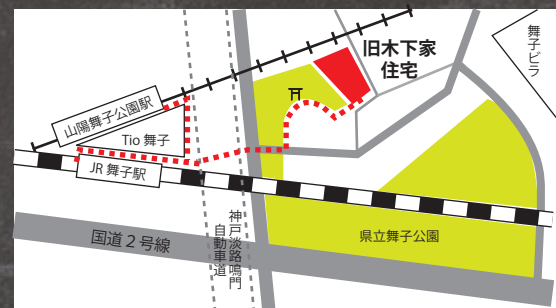 旧木下家
住宅
舞子ビラ
山陽舞子公園駅
Tio 舞子
JR 舞子駅
神戸淡路鳴門
自動車道
国道２号線
県立舞子公園